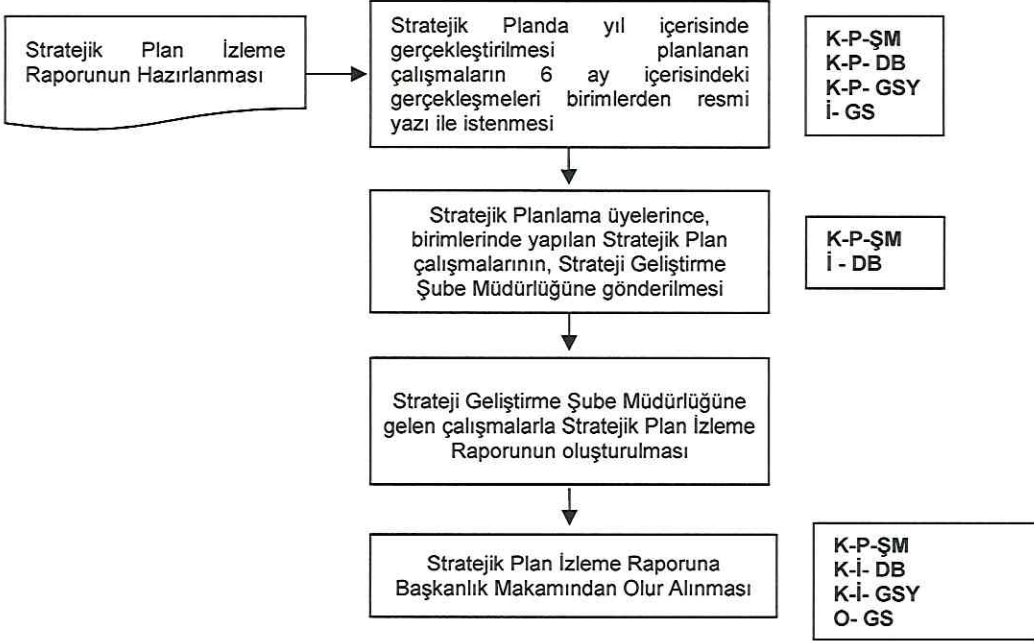 Stratejik Plan İzleme
Raporunun Hazırlanması
Stratejik Planda yıl içerisinde
gerçekleştirilmesi planlanan
çalışmaların 6 ay içerisindeki
gerçekleşmeleri birimlerden resmi
yazı ile istenmesi
K-P-ŞM
K-P- DB
K-P- GSY
İ- GS
Stratejik Planlama üyelerince,
birimlerinde yapılan Stratejik Plan
çalışmalarının, Strateji Geliştirme
Şube Müdürlüğüne gönderilmesi
K-P-ŞM
İ - DB
Strateji Geliştirme Şube Müdürlüğüne
gelen çalışmalarla Stratejik Plan İzleme
Raporunun oluşturulması
Stratejik Plan İzleme Raporuna
Başkanlık Makamından Olur Alınması
K-P-ŞM
K-İ- DB
K-İ- GSY
O- GS